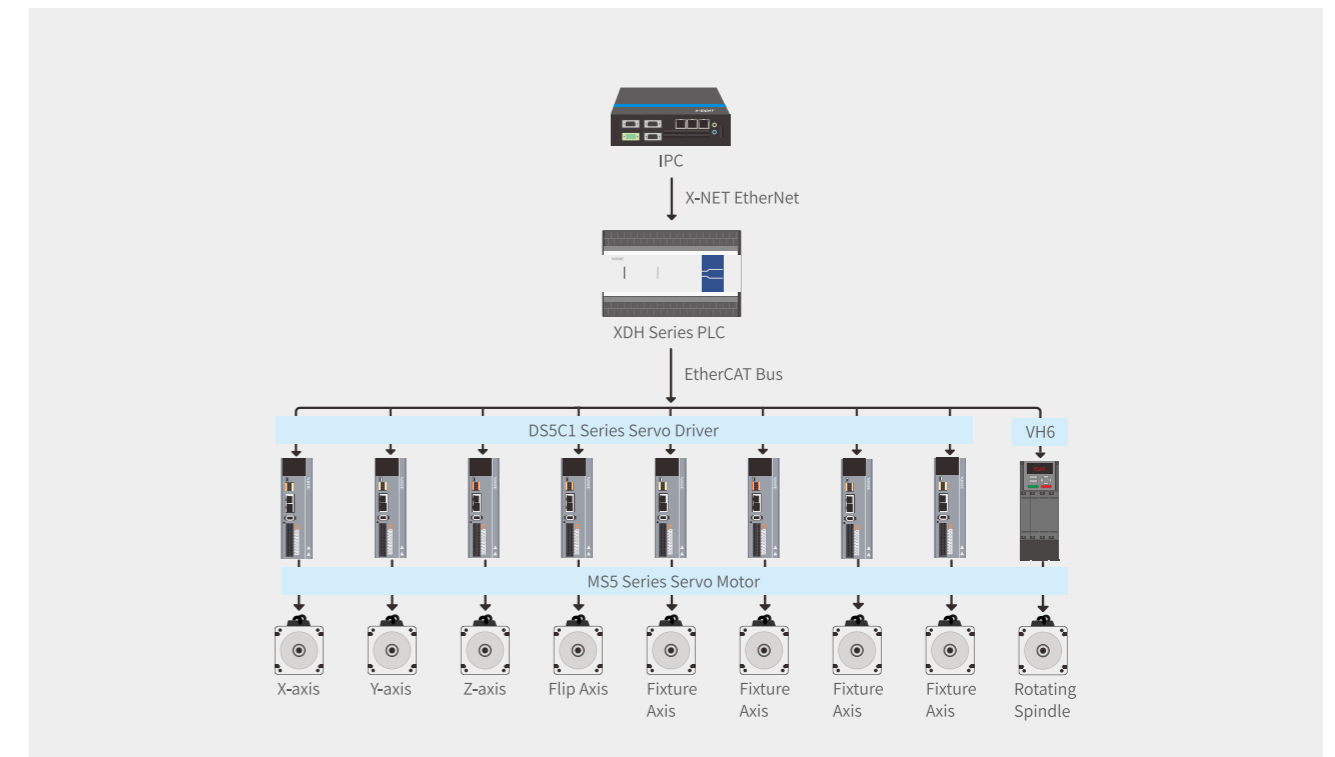 X-SIGHT
IPC
X-NET EtherNet
XDH Series PLC
EtherCAT Bus
DS5C1 Series Servo Driver
VH6
MS5 Series Servo Motor
X-axis
Y-axis
Z-axis
Flip Axis
Fixture
Axis
Fixture
Axis
Fixture
Axis
Fixture
Axis
Rotating
Spindle